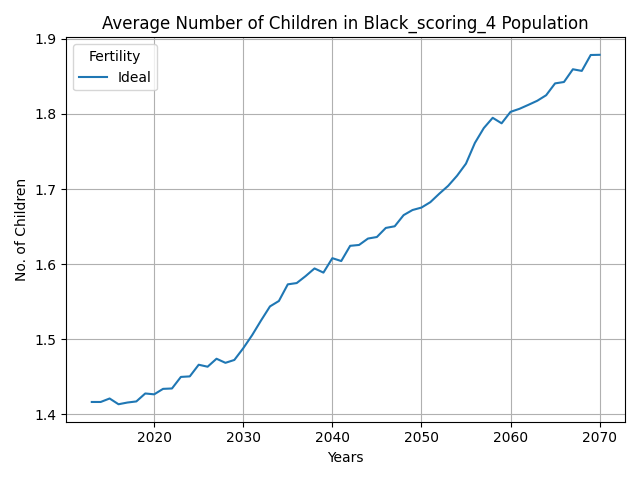 Average Number of Children in Black_scoring_4 Population
1.9
1.8
1.7
1.6
1.5
1.4
No. of Children
Fertility
Ideal
2020 2030 2040 2050 2060 2070
Years